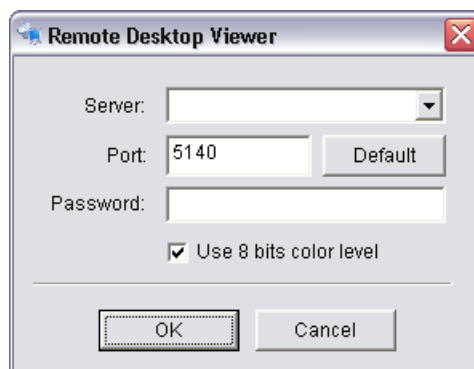 Remote Desktop Viewer
Server:
Port: 5140 Default
Password:
Use 8 bits color level
OK Cancel